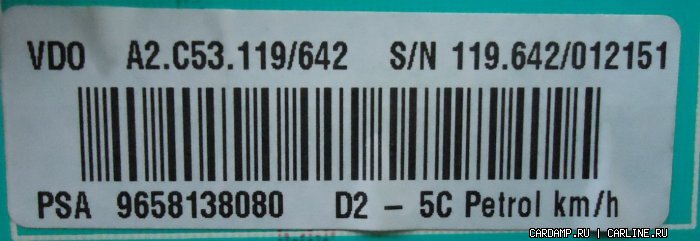 VDO A2.C53.119/642 S/N 119.642/012151
PSA 9658138080 D2 - 5C Petrol km/h
CARDAMP.RU | CARLINE.RU